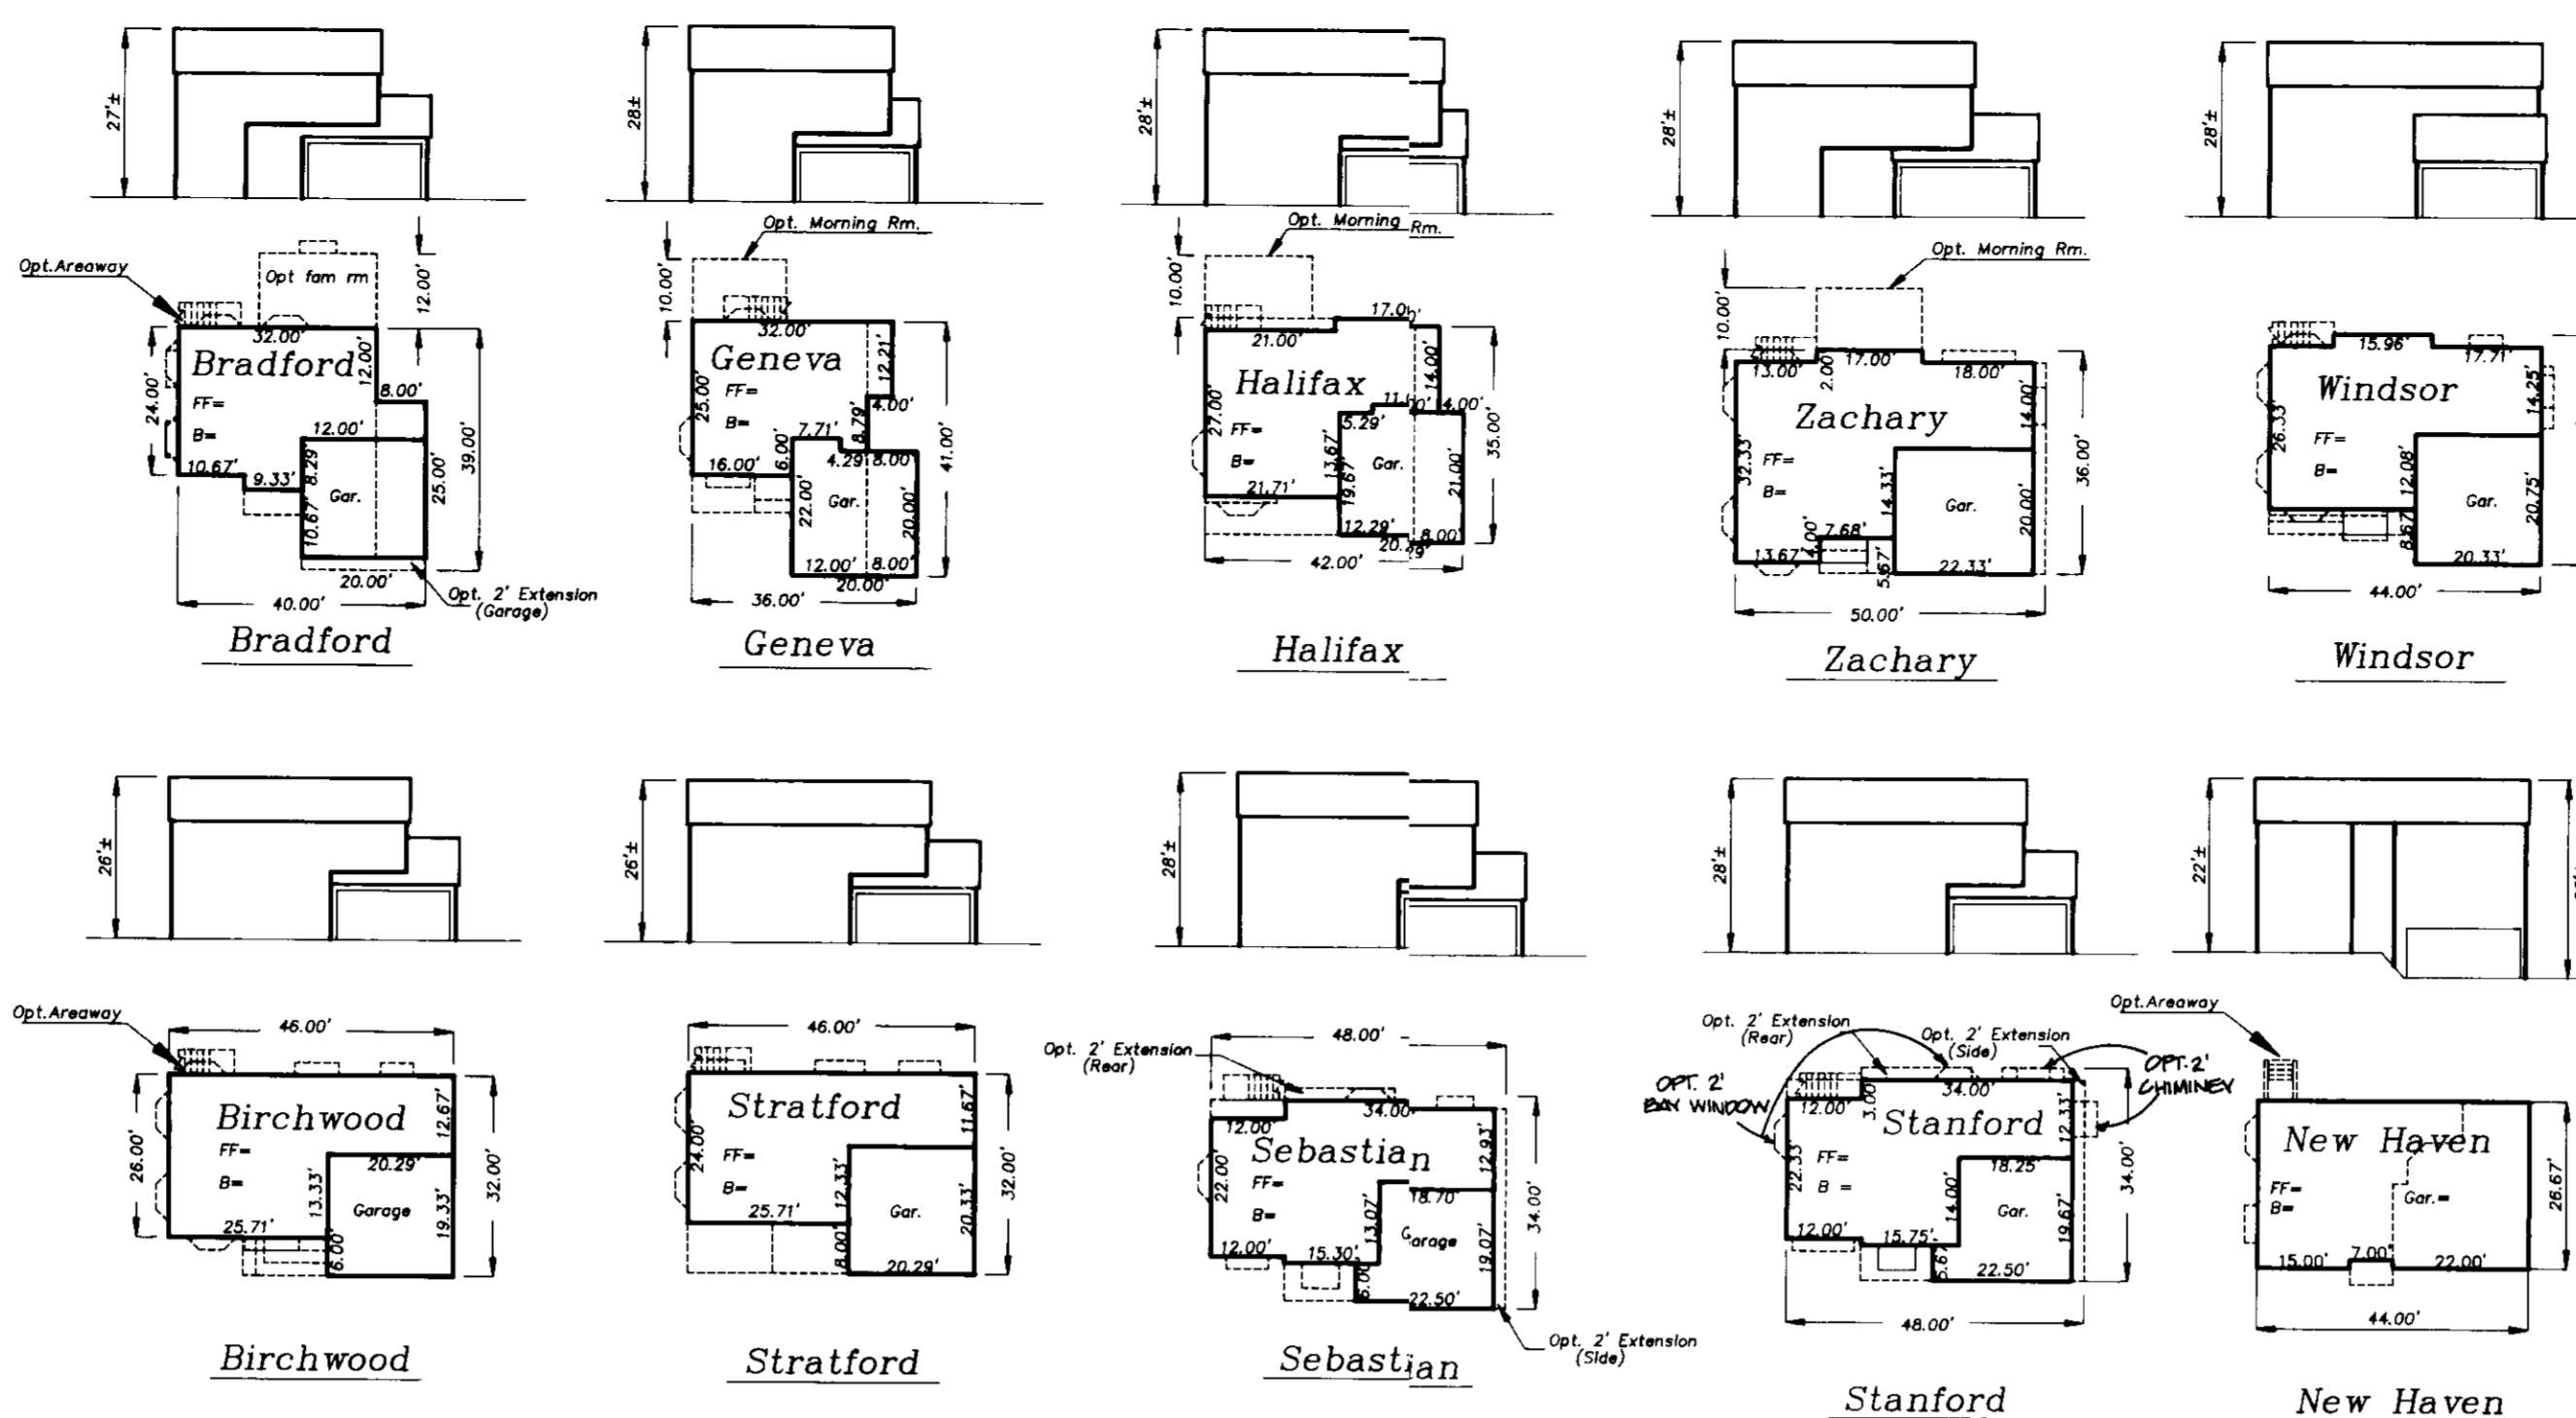 27'±
28±
28'±
28'±
28'±
Opt. Areaway
Opt fam rm
12.00'
32.00'
Bradford
24.00'
FF=
B=
12.00'
8.00'
12.00'
10.67'
9.33'
8.29'
10.67'
Gar.
25.00'
39.00'
20.00'
40.00'
Opt. 2' Extension
(Garage)
Bradford
Opt. Morning Rm.
10.00'
32.00'
Geneva
25.00'
FF=
B=
12.21'
4.00'
8.79'
7.71'
6.00'
16.00'
4.29'
8.00'
22.00'
Gar.
20.00'
41.00'
12.00'
8.00'
20.00'
36.00'
Geneva
Opt. Morning Rm.
10.00'
17.00'
21.00'
Halifax
27.00'
FF=
B=
14.00'
4.00'
5.29'
13.67'
19.67'
Gar.
21.00'
35.00'
21.71'
12.29'
8.00'
42.00'
Halifax
Opt. Morning Rm.
10.00'
13.00'
2.00'
17.00'
18.00'
Zachary
32.33'
FF=
B=
14.00'
14.33'
Gar.
20.00'
36.00'
13.67'
4.00'
7.68'
5.67'
22.33'
50.00'
Zachary
15.96'
17.71'
Windsor
26.33'
FF=
B=
14.25'
12.08'
Gar.
20.75'
8.67'
20.33'
44.00'
Windsor
26'±
26'±
28'±
28'±
22'±
Opt. Areaway
46.00'
Birchwood
26.00'
FF=
B=
12.67'
20.29'
13.33'
Garage
19.33'
32.00'
25.71'
6.00'
Birchwood
46.00'
Stratford
24.00'
FF=
B=
11.67'
12.33'
Gar.
20.33'
32.00'
25.71'
8.00'
20.29'
Stratford
48.00'
Opt. 2' Extension
(Rear)
34.00'
12.00'
Sebastian
22.00'
FF=
B=
12.93'
18.70'
13.07'
Garage
19.07'
34.00'
12.00'
15.30'
6.00'
22.50'
Opt. 2' Extension
(Side)
Sebastian
Opt. 2' Extension
(Rear)
Opt. 2' Extension
(Side)
OPT. 2'
BAY WINDOW
OPT. 2'
CHIMINEY
12.00'
3.00'
34.00'
Stanford
22.33'
FF=
B =
12.33'
18.25'
14.00'
Gar.
19.67'
34.00'
12.00'
15.75'
5.67'
22.50'
48.00'
Stanford
Opt. Areaway
New Haven
FF=
B=
Gar.=
26.67'
15.00'
7.00'
22.00'
44.00'
New Haven